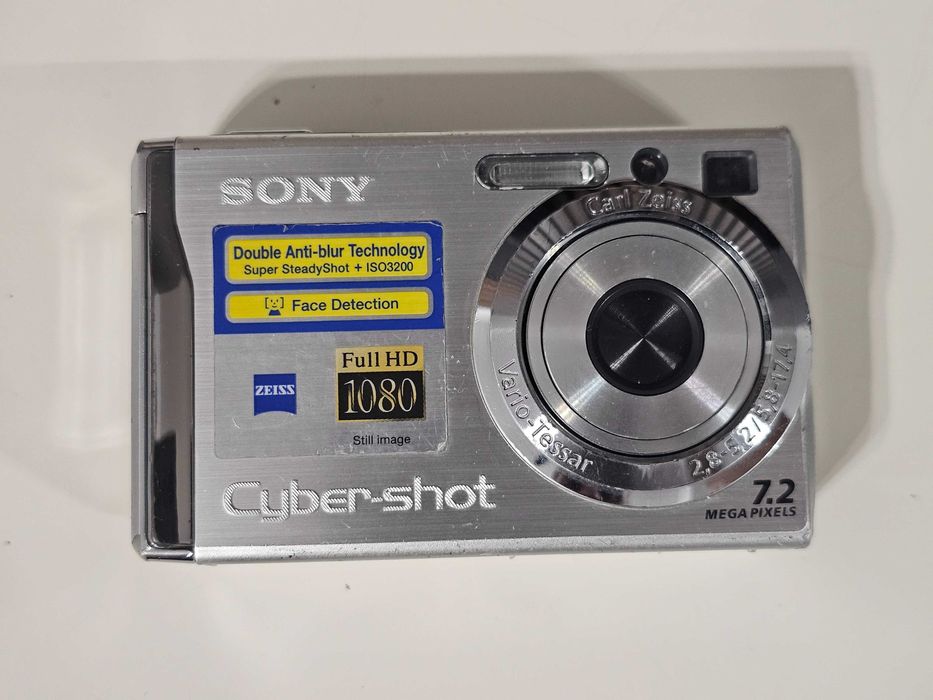 SONY
Carl Zeiss
Double Anti-blur Technology
Super SteadyShot + ISO3200
Face Detection
ZEISS
Full HD
1080
Still image
Vario-Tessar
2,8-5,2/5,8-17,4
Cyber-shot
7.2
MEGA PIXELS